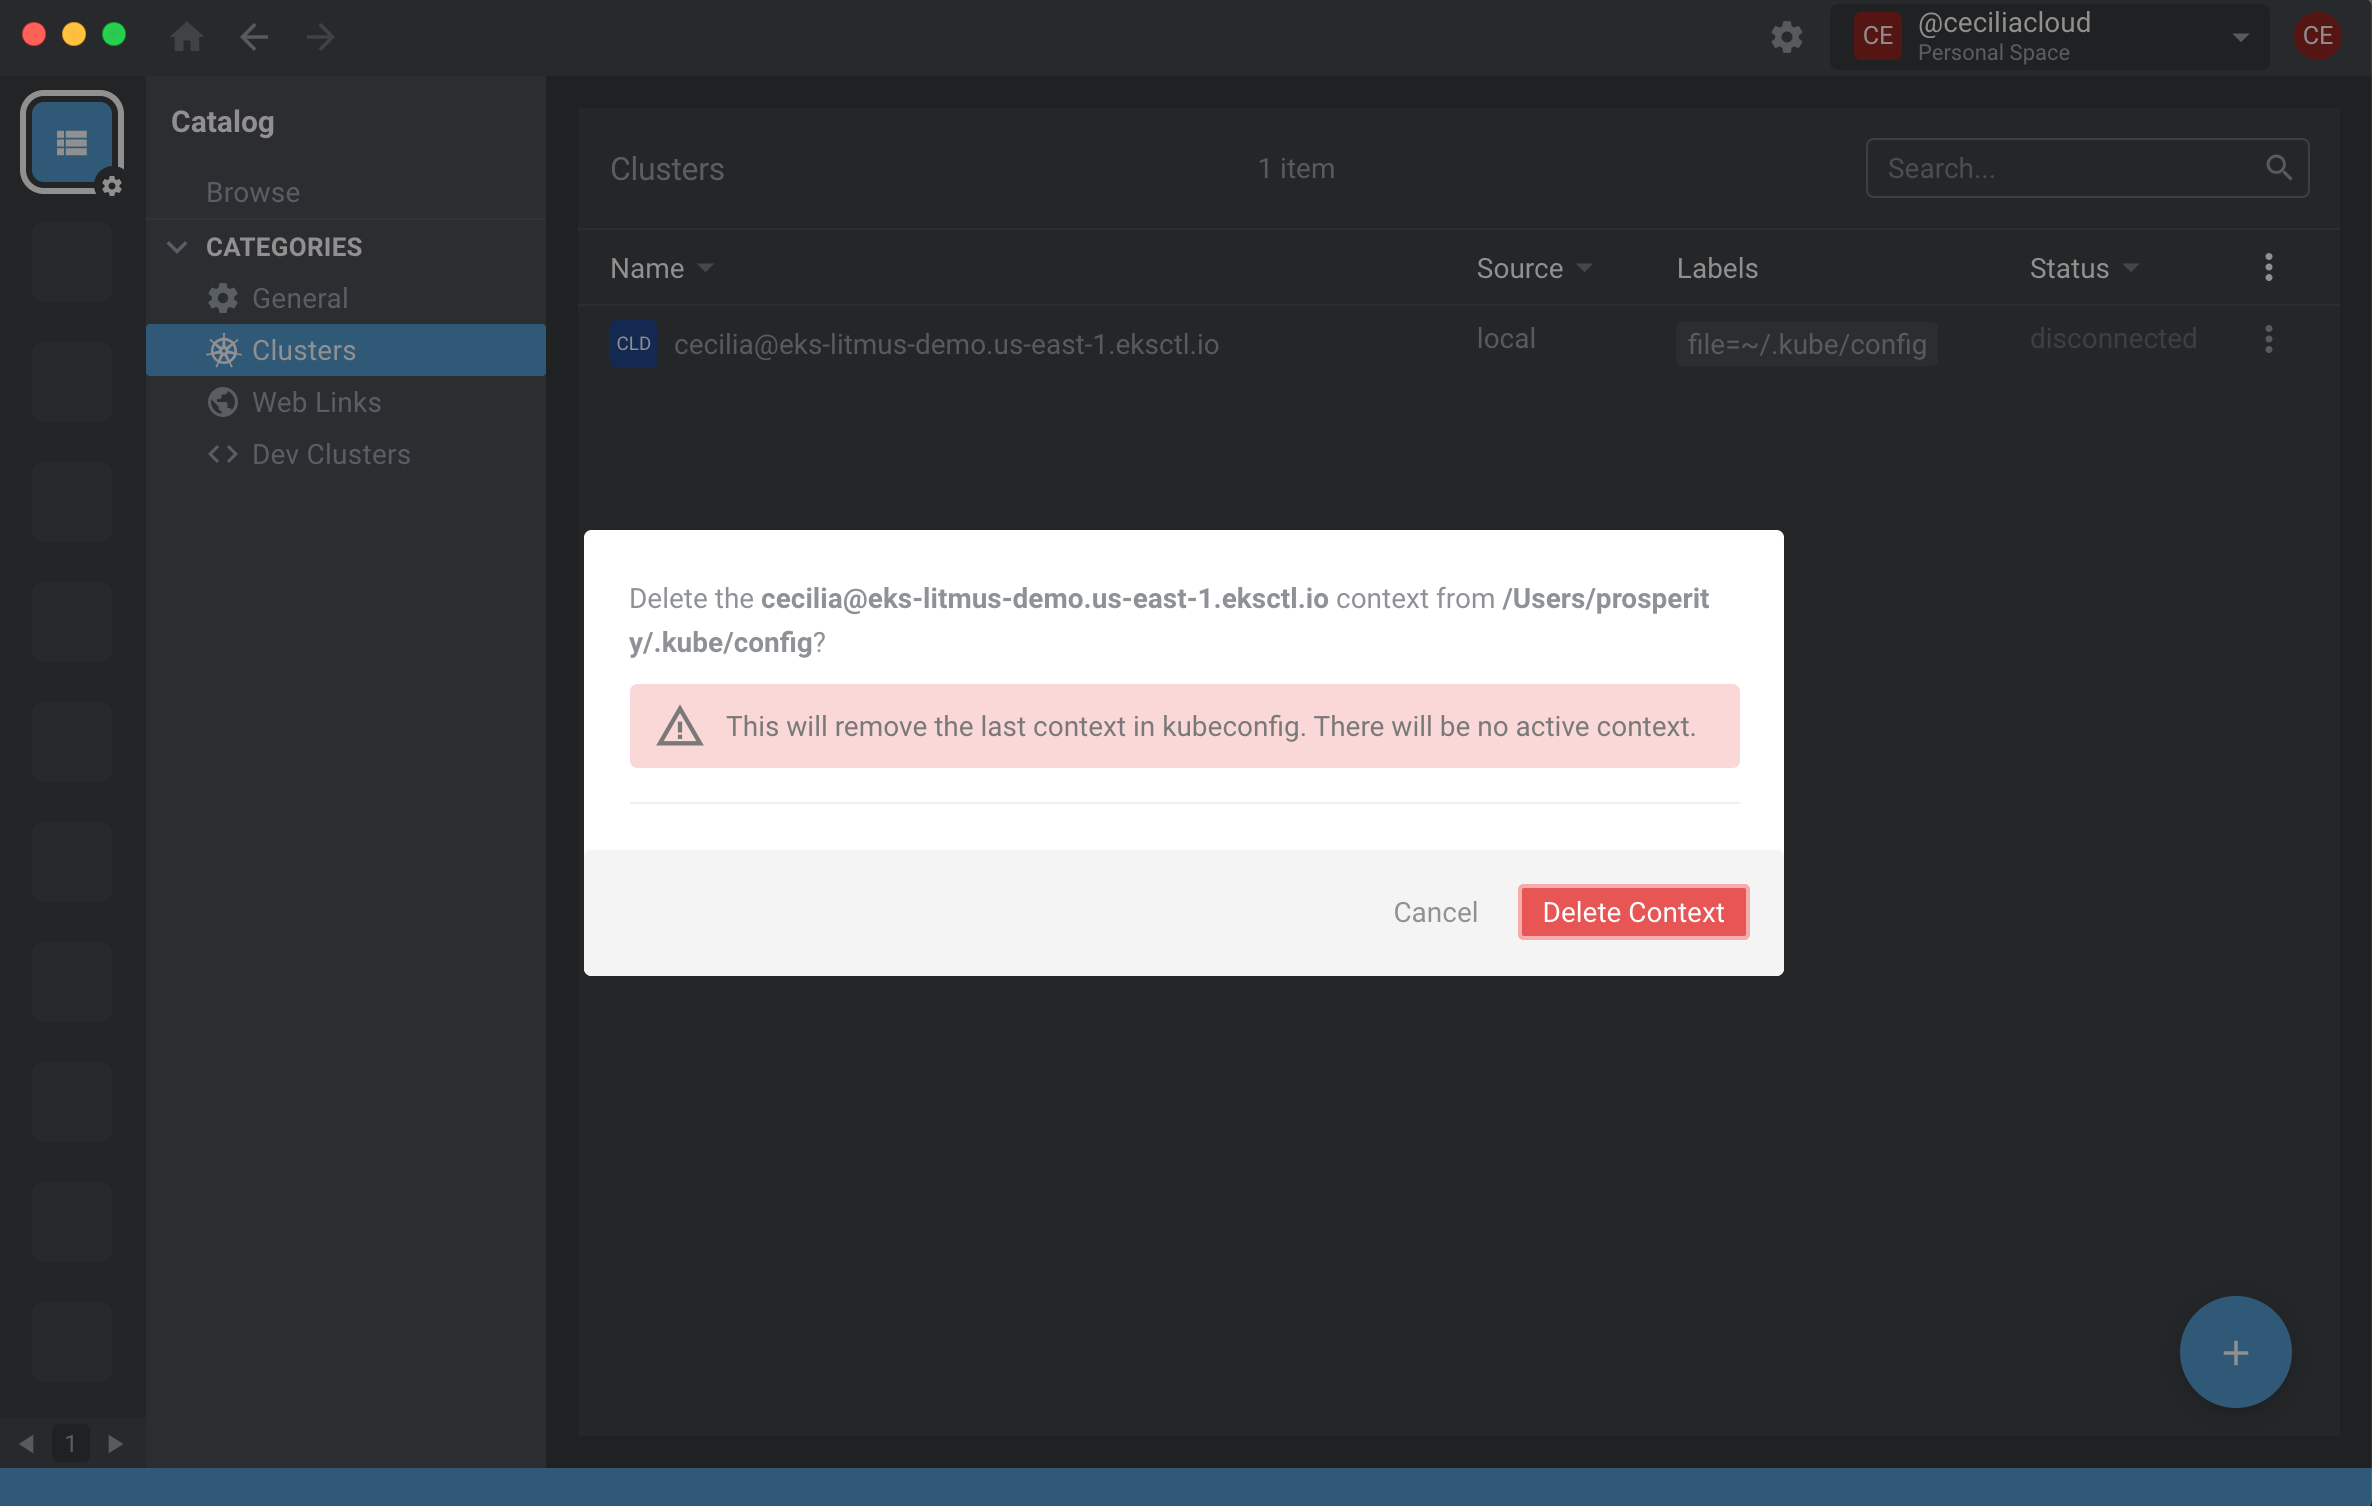 CE
@ceciliacloud
Personal Space
CE
Catalog
Browse
CATEGORIES
General
Clusters
Web Links
Dev Clusters
Clusters
1 item
Search...
Name
Source
Labels
Status
CLD
cecilia@eks-litmus-demo.us-east-1.eksctl.io
local
file=~/.kube/config
disconnected
Delete the cecilia@eks-litmus-demo.us-east-1.eksctl.io context from /Users/prosperit
y/.kube/config?
This will remove the last context in kubeconfig. There will be no active context.
Cancel
Delete Context
1